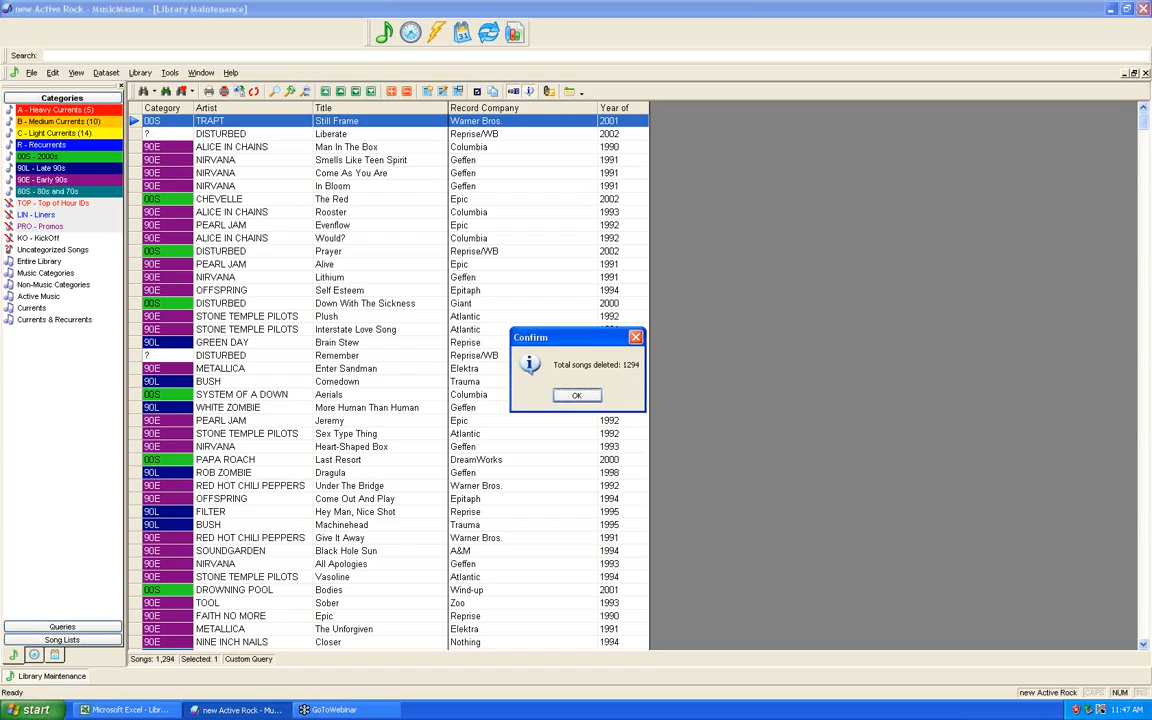 new Active Rock - MusicMaster - [Library Maintenance]
31
Search:
File Edit View Dataset Library Tools Window Help
Categories
A - Heavy Currents (5)
B - Medium Currents (10)
C - Light Currents (14)
R - Recurrents
00S - 2000s
90L - Late 90s
90E - Early 90s
80S - 80s and 70s
TOP - Top of Hour IDs
LIN - Liners
PRO - Promos
KO - KickOff
Uncategorized Songs
Entire Library
Music Categories
Non-Music Categories
Active Music
Currents
Currents & Recurrents
Queries
Song Lists
Category Artist Title Record Company Year of
00S TRAPT Still Frame Warner Bros. 2001
? DISTURBED Liberate Reprise/WB 2002
90E ALICE IN CHAINS Man In The Box Columbia 1990
90E NIRVANA Smells Like Teen Spirit Geffen 1991
90E NIRVANA Come As You Are Geffen 1991
90E NIRVANA In Bloom Geffen 1991
00S CHEVELLE The Red Epic 2002
90E ALICE IN CHAINS Rooster Columbia 1993
90E PEARL JAM Evenflow Epic 1992
90E ALICE IN CHAINS Would? Columbia 1992
00S DISTURBED Prayer Reprise/WB 2002
90E PEARL JAM Alive Epic 1991
90E NIRVANA Lithium Geffen 1991
90E OFFSPRING Self Esteem Epitaph 1994
00S DISTURBED Down With The Sickness Giant 2000
90E STONE TEMPLE PILOTS Plush Atlantic 1992
90E STONE TEMPLE PILOTS Interstate Love Song Atlantic
90L GREEN DAY Brain Stew Reprise
? DISTURBED Remember Reprise/WB
90E METALLICA Enter Sandman Elektra
90L BUSH Comedown Trauma
00S SYSTEM OF A DOWN Aerials Columbia
90L WHITE ZOMBIE More Human Than Human Geffen
90E PEARL JAM Jeremy Epic 1992
90E STONE TEMPLE PILOTS Sex Type Thing Atlantic 1992
90E NIRVANA Heart-Shaped Box Geffen 1993
00S PAPA ROACH Last Resort DreamWorks 2000
90L ROB ZOMBIE Dragula Geffen 1998
90E RED HOT CHILI PEPPERS Under The Bridge Warner Bros. 1992
90E OFFSPRING Come Out And Play Epitaph 1994
90L FILTER Hey Man, Nice Shot Reprise 1995
90L BUSH Machinehead Trauma 1995
90E RED HOT CHILI PEPPERS Give It Away Warner Bros. 1991
90E SOUNDGARDEN Black Hole Sun A&M 1994
90E NIRVANA All Apologies Geffen 1993
90E STONE TEMPLE PILOTS Vasoline Atlantic 1994
00S DROWNING POOL Bodies Wind-up 2001
90E TOOL Sober Zoo 1993
90E FAITH NO MORE Epic Reprise 1990
90E METALLICA The Unforgiven Elektra 1991
90E NINE INCH NAILS Closer Nothing 1994
Confirm
Total songs deleted: 1294
OK
Songs: 1,294 Selected: 1 Custom Query
Library Maintenance
Ready new Active Rock CAPS NUM INS
start Microsoft Excel - Libr... new Active Rock - Mu... GoToWebinar 11:47 AM